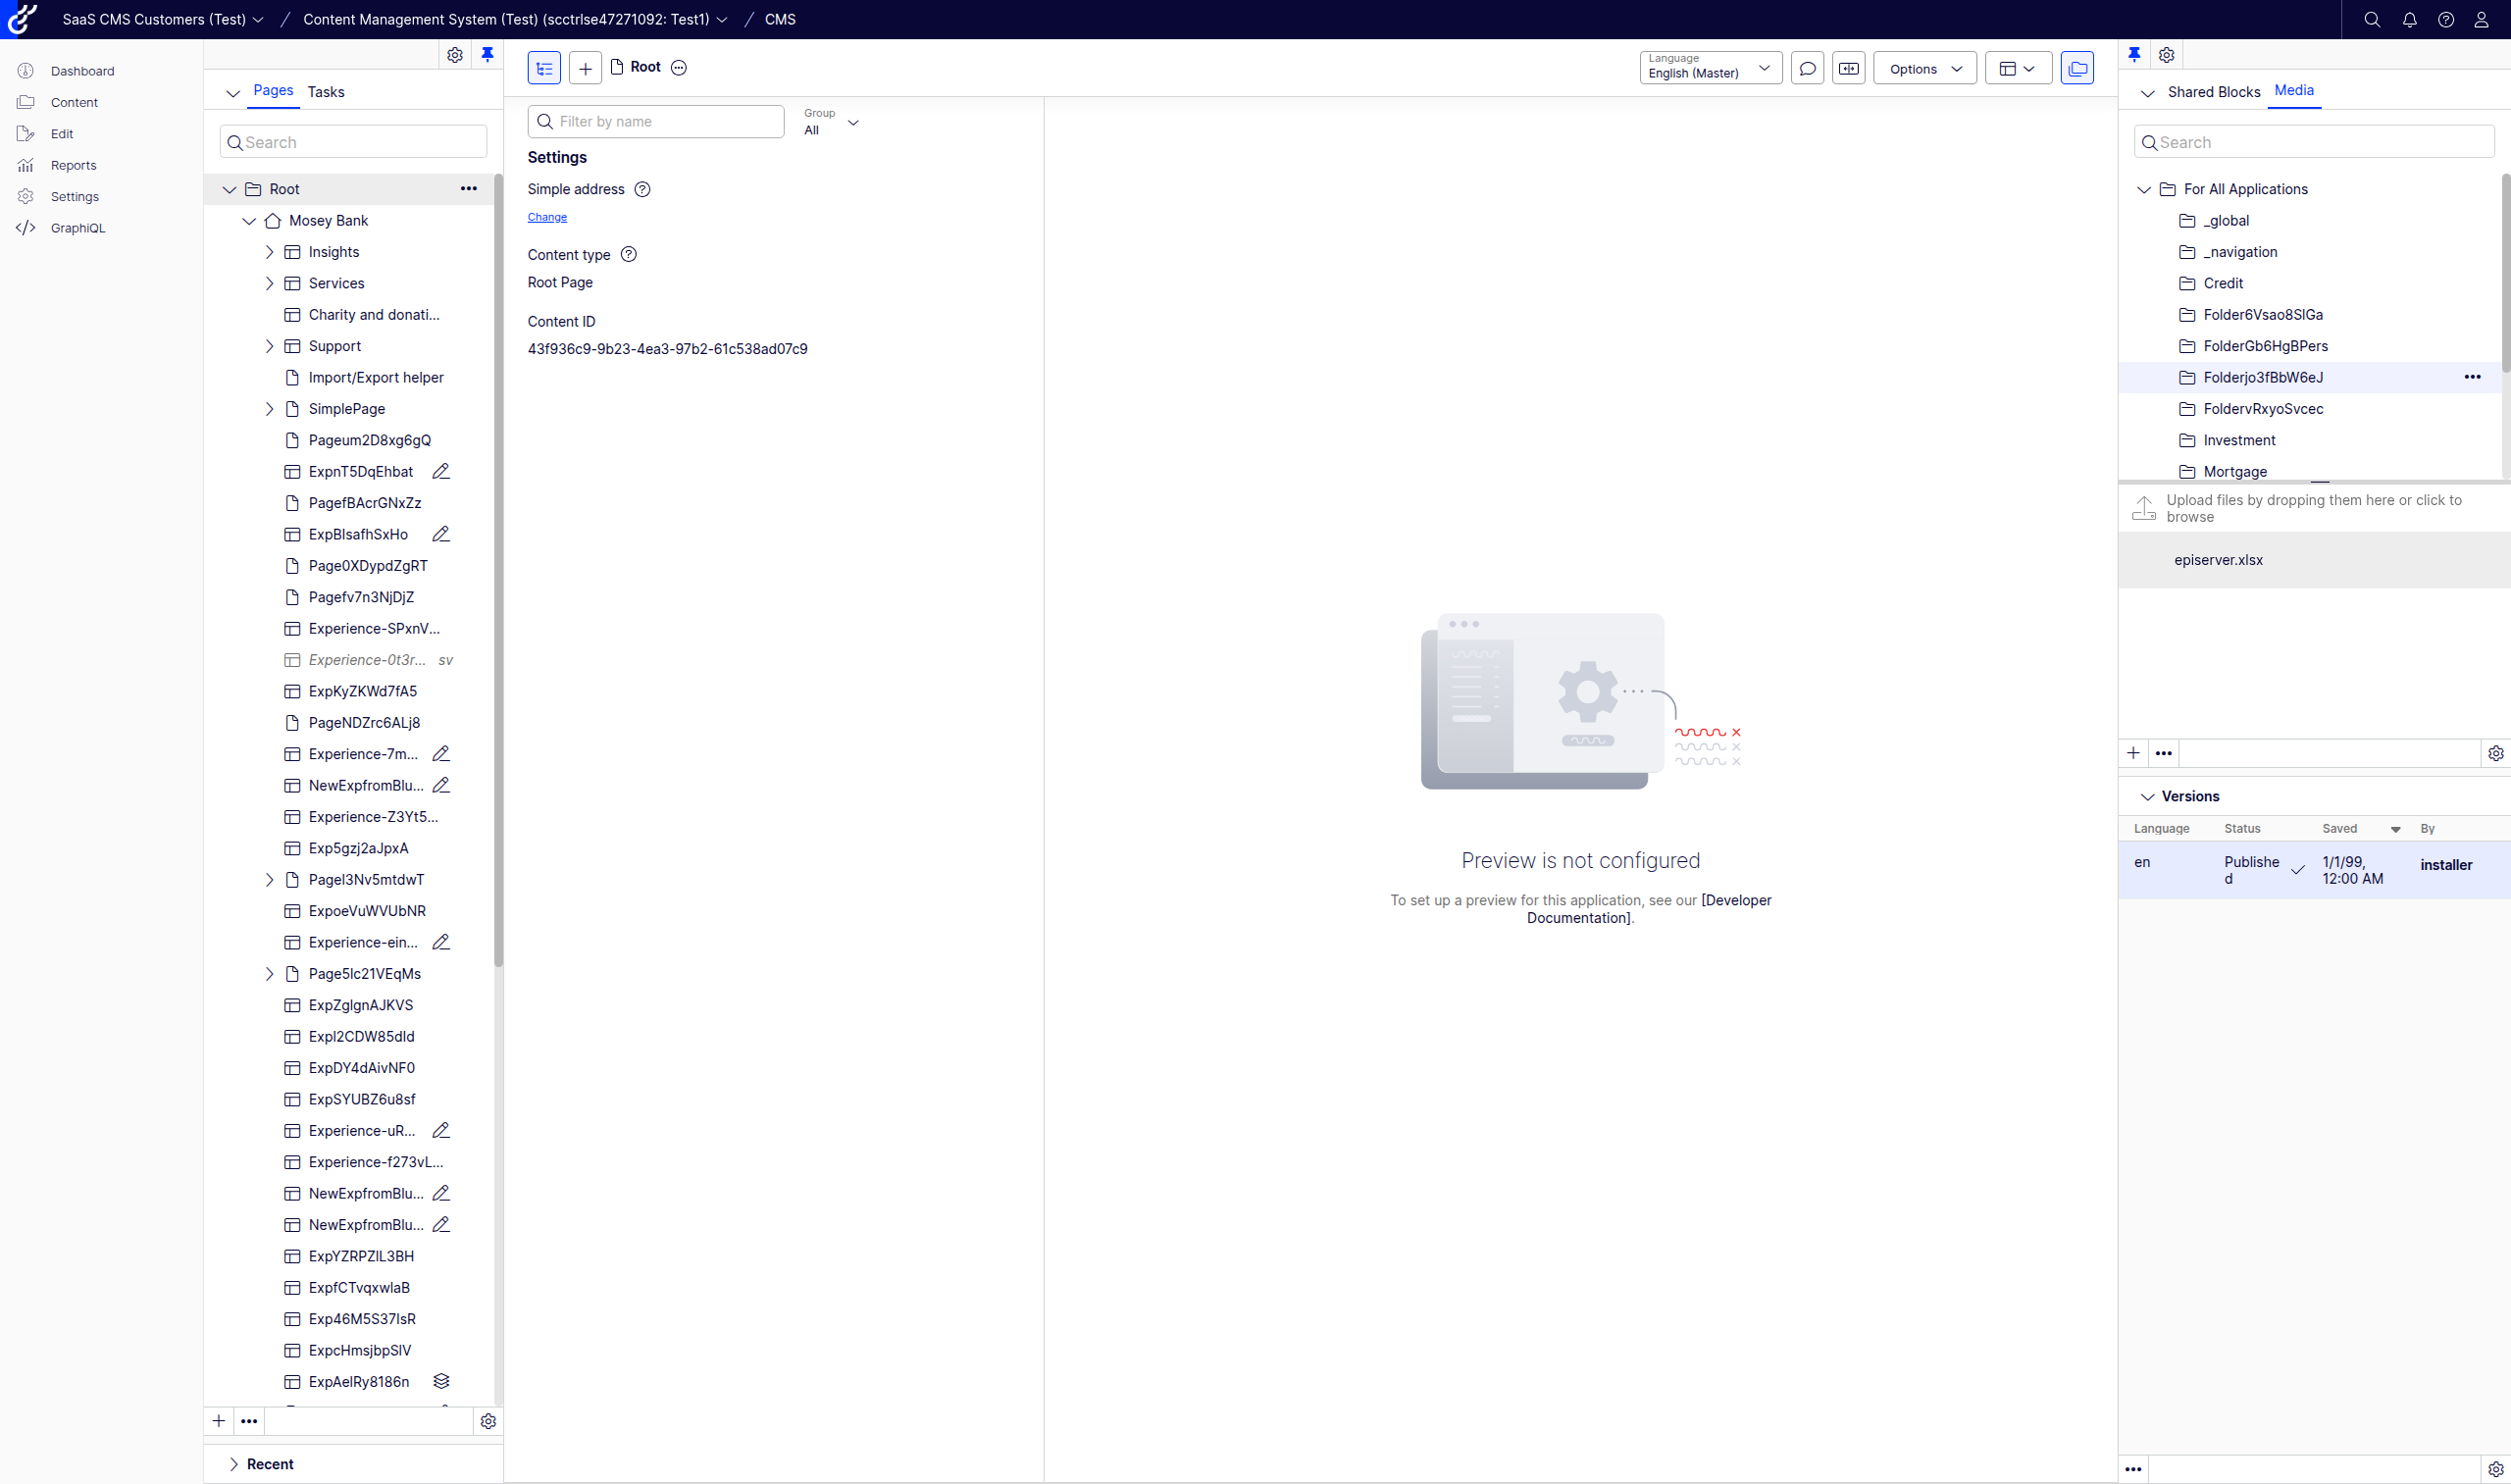 SaaS CMS Customers (Test) / Content Management System (Test) (scctrlse47271092: Test1) / CMS
Dashboard
Content
Edit
Reports
Settings
GraphiQL
Pages Tasks
Search
Root
Mosey Bank
Insights
Services
Charity and donati...
Support
Import/Export helper
SimplePage
Pageum2D8xg6gQ
ExpnT5DqEhbat
PagefBAcrGNxZz
ExpBlsafhSxHo
Page0XDypdZgRT
Pagefv7n3NjDjZ
Experience-SPxnV...
Experience-0t3r... sv
ExpKyZKWd7fA5
PageNDZrc6ALj8
Experience-7m...
NewExpfromBlu...
Experience-Z3Yt5...
Exp5gzj2aJpxA
Pagel3Nv5mtdwT
ExpoeVuWVUbNR
Experience-ein...
Page5lc21VEqMs
ExpZglgnAJKVS
Expl2CDW85dld
ExpDY4dAivNF0
ExpSYUBZ6u8sf
Experience-uR...
Experience-f273vL...
NewExpfromBlu...
NewExpfromBlu...
ExpYZRPZlL3BH
ExpfCTvqxwlaB
Exp46M5S37lsR
ExpcHmsjbpSlV
ExpAelRy8186n
Recent
Root
Language
English (Master)
Options
Filter by name
Group
All
Settings
Simple address
Change
Content type
Root Page
Content ID
43f936c9-9b23-4ea3-97b2-61c538ad07c9
Preview is not configured
To set up a preview for this application, see our [Developer
Documentation].
Shared Blocks Media
Search
For All Applications
_global
_navigation
Credit
Folder6Vsao8SlGa
FolderGb6HgBPers
Folderjo3fBbW6eJ
FoldervRxyoSvcec
Investment
Mortgage
Upload files by dropping them here or click to
browse
episerver.xlsx
Versions
Language Status Saved By
en Publishe 1/1/99, installer
d 12:00 AM